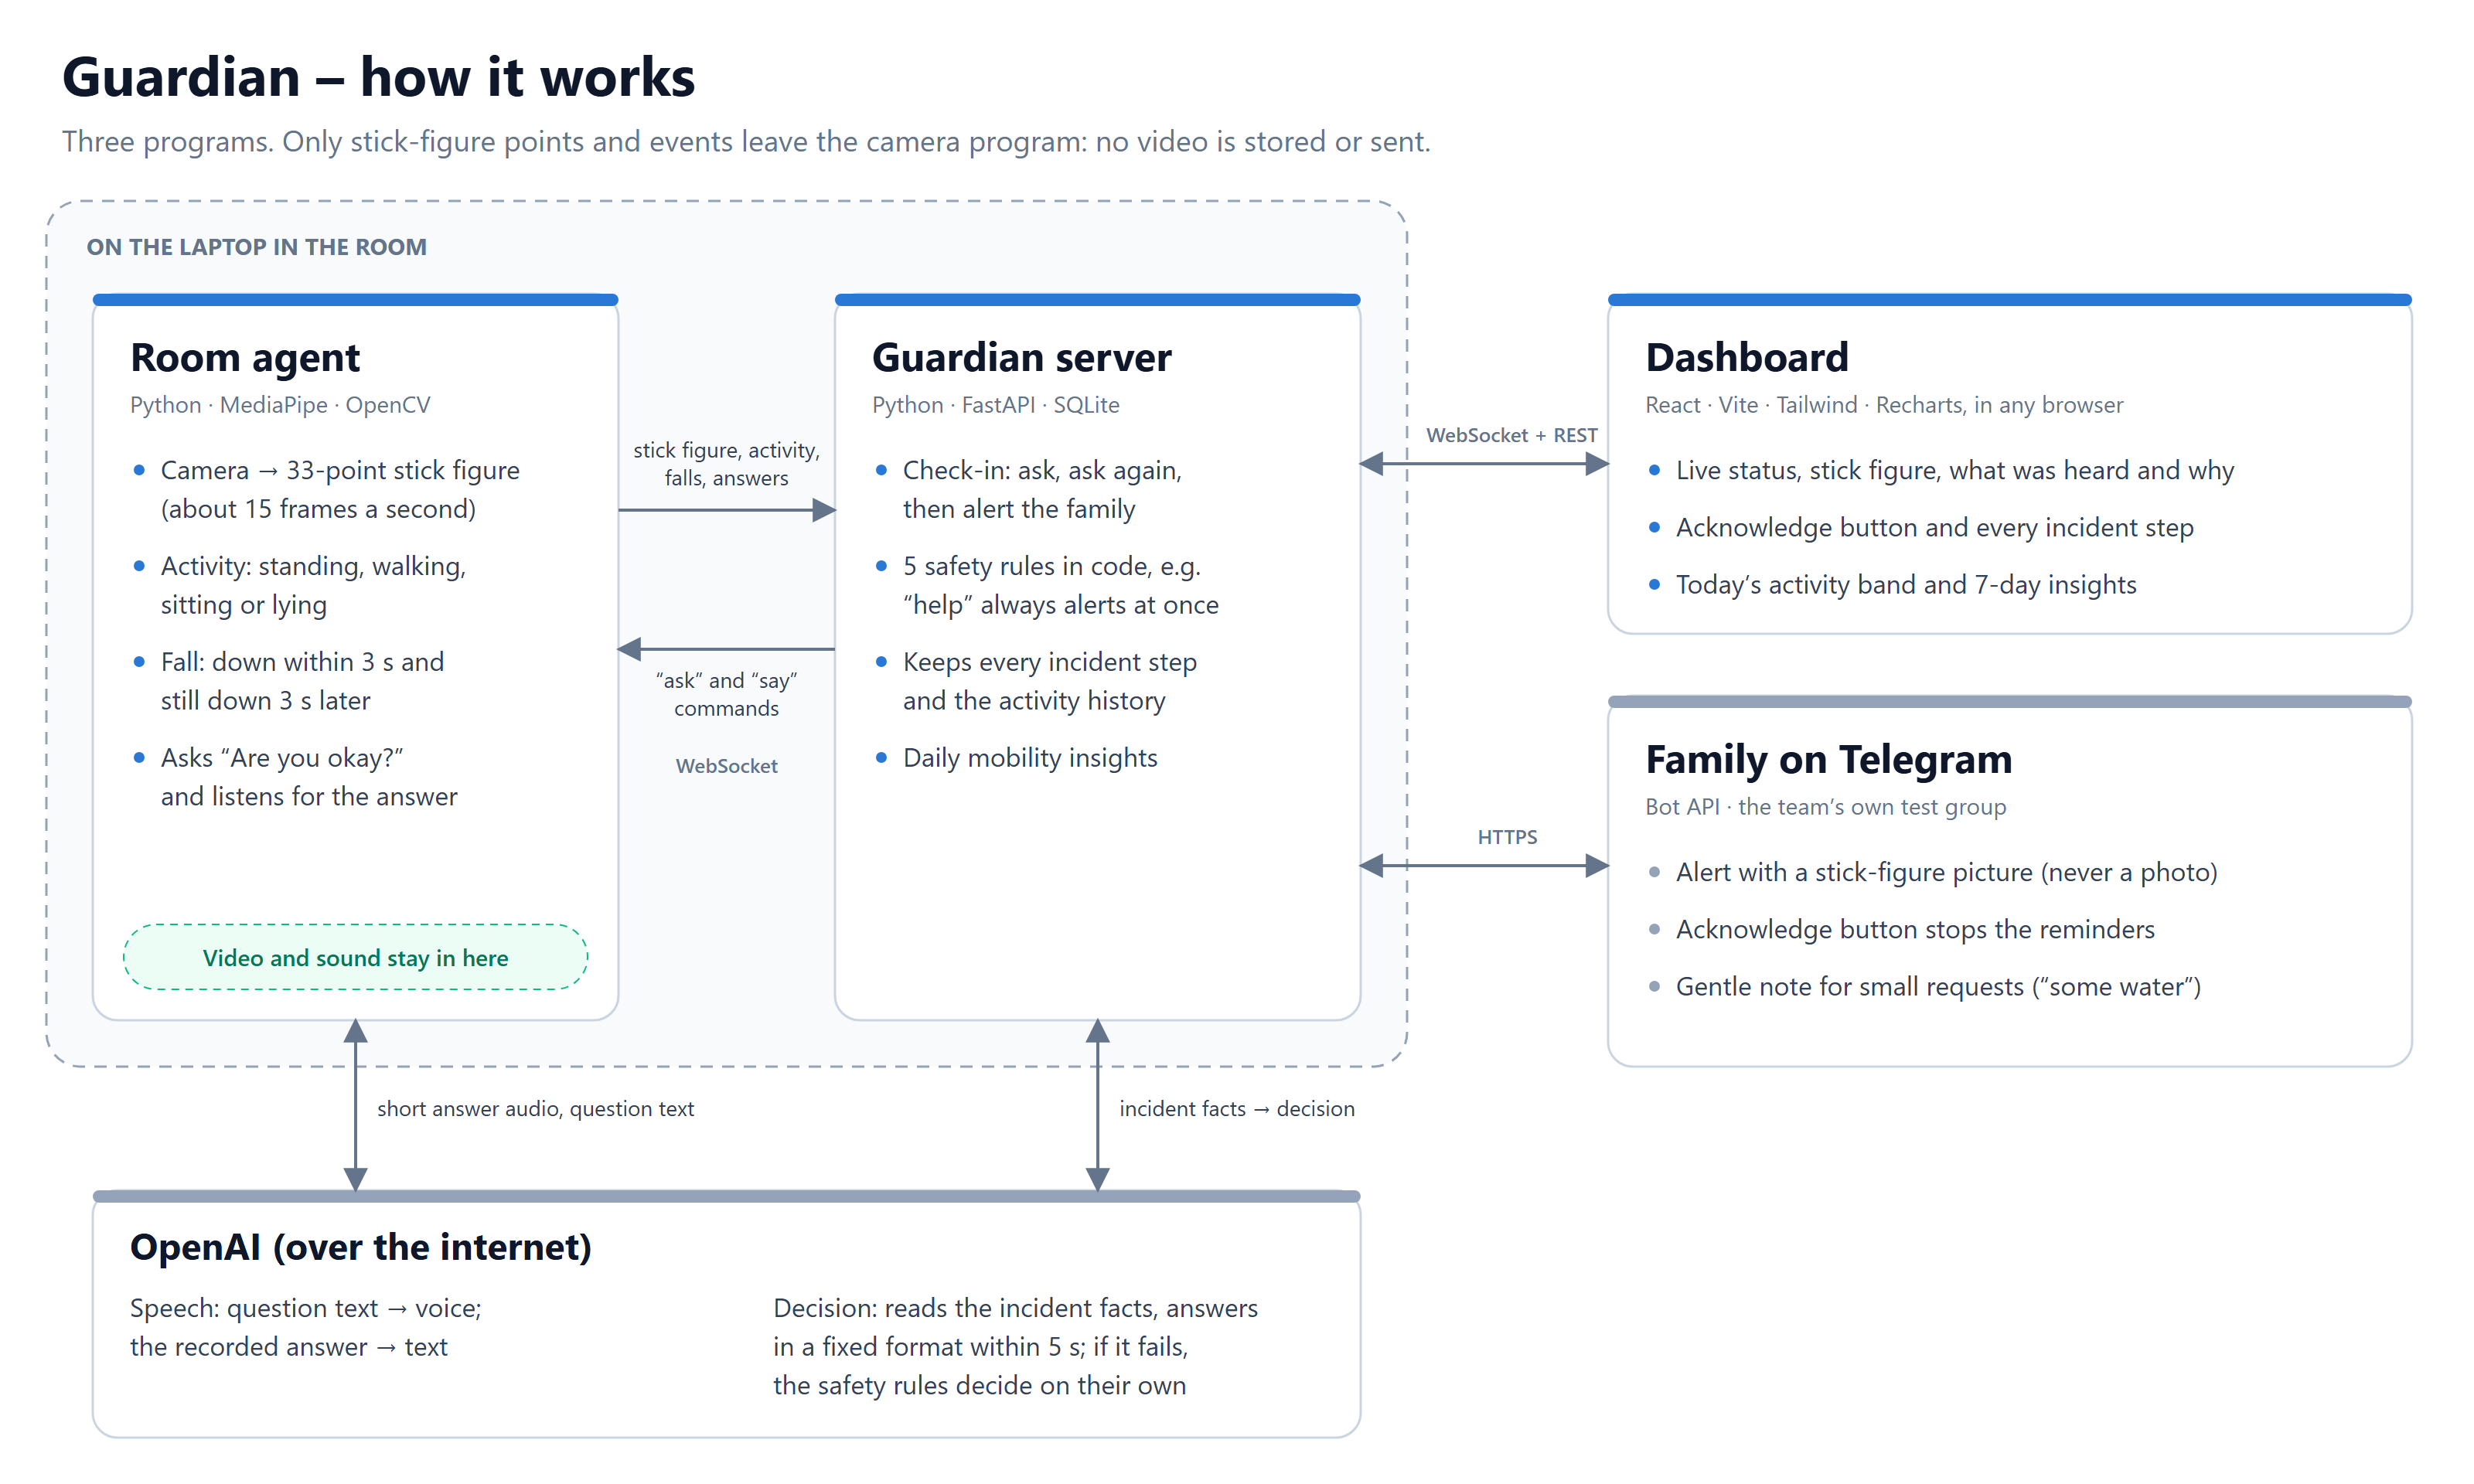 Guardian – how it works
Three programs. Only stick-figure points and events leave the camera program: no video is stored or sent.
ON THE LAPTOP IN THE ROOM
Room agent
Python · MediaPipe · OpenCV
Camera → 33-point stick figure
(about 15 frames a second)
Activity: standing, walking,
sitting or lying
Fall: down within 3 s and
still down 3 s later
Asks “Are you okay?”
and listens for the answer
Video and sound stay in here
stick figure, activity,
falls, answers
“ask” and “say”
commands
WebSocket
Guardian server
Python · FastAPI · SQLite
Check-in: ask, ask again,
then alert the family
5 safety rules in code, e.g.
“help” always alerts at once
Keeps every incident step
and the activity history
Daily mobility insights
WebSocket + REST
Dashboard
React · Vite · Tailwind · Recharts, in any browser
Live status, stick figure, what was heard and why
Acknowledge button and every incident step
Today’s activity band and 7-day insights
HTTPS
Family on Telegram
Bot API · the team’s own test group
Alert with a stick-figure picture (never a photo)
Acknowledge button stops the reminders
Gentle note for small requests (“some water”)
short answer audio, question text
incident facts → decision
OpenAI (over the internet)
Speech: question text → voice;
the recorded answer → text
Decision: reads the incident facts, answers
in a fixed format within 5 s; if it fails,
the safety rules decide on their own